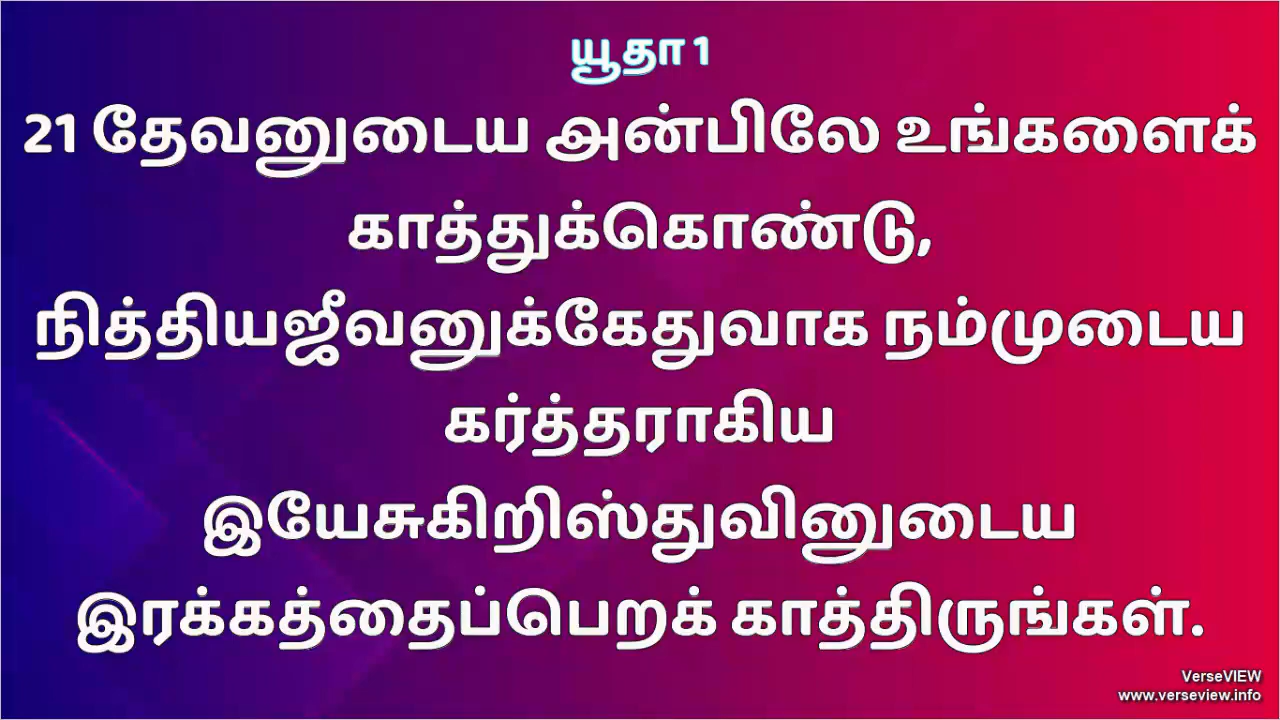 யூதா 1
21 தேவனுடைய அன்பிலே உங்களைக்
காத்துக்கொண்டு,
நித்தியஜீவனுக்கேதுவாக நம்முடைய
கர்த்தராகிய
இயேசுகிறிஸ்துவினுடைய
இரக்கத்தைப்பெறக் காத்திருங்கள்.
VerseVIEW
www.verseview.info